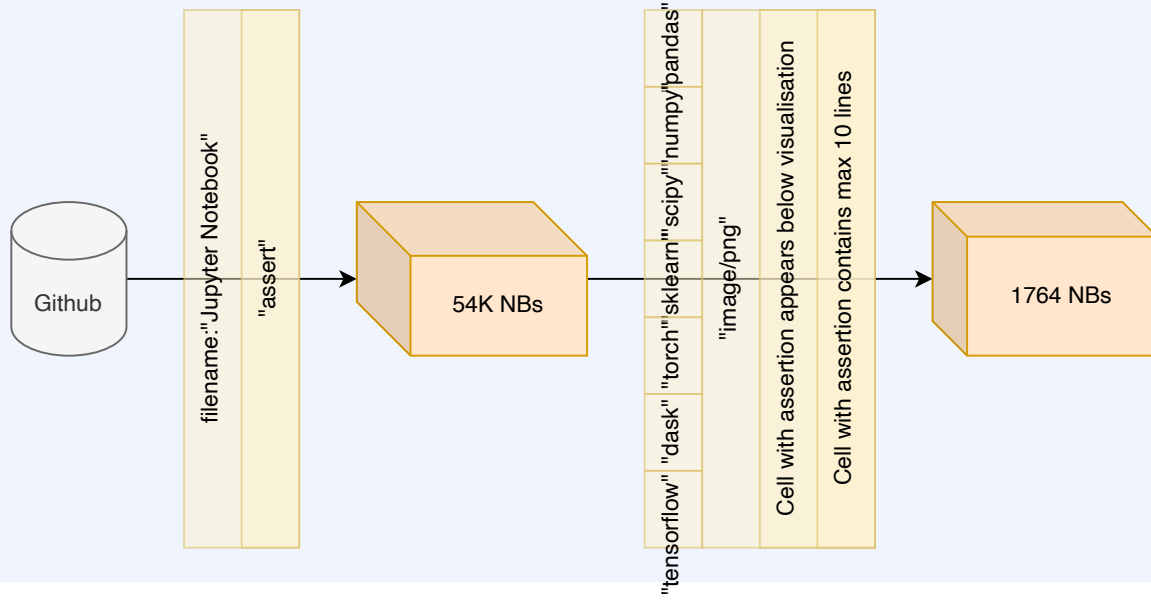 Github
filename:"Jupyter Notebook"
"assert"
54K NBs
"pandas"
"numpy"
"scipy"
"sklearn"
"torch"
"dask"
"tensorflow"
"image/png"
Cell with assertion appears below visualisation
Cell with assertion contains max 10 lines
1764 NBs